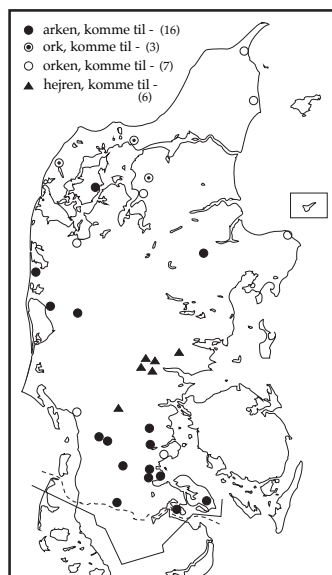 arken, komme til - (16)
ork, komme til - (3)
orken, komme til - (7)
hejren, komme til -
(6)